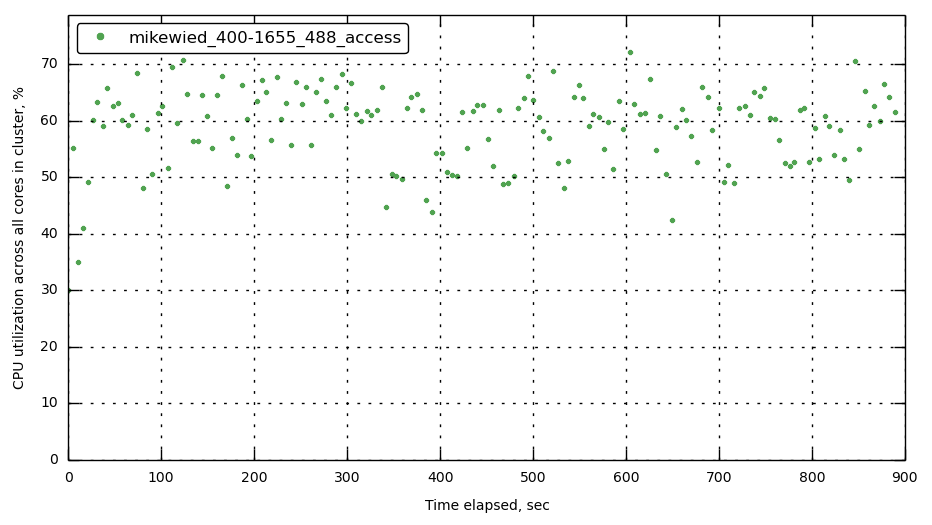 mikewied_400-1655_488_access
CPU utilization across all cores in cluster, %
70
60
50
40
30
20
10
0
0 100 200 300 400 500 600 700 800 900
Time elapsed, sec